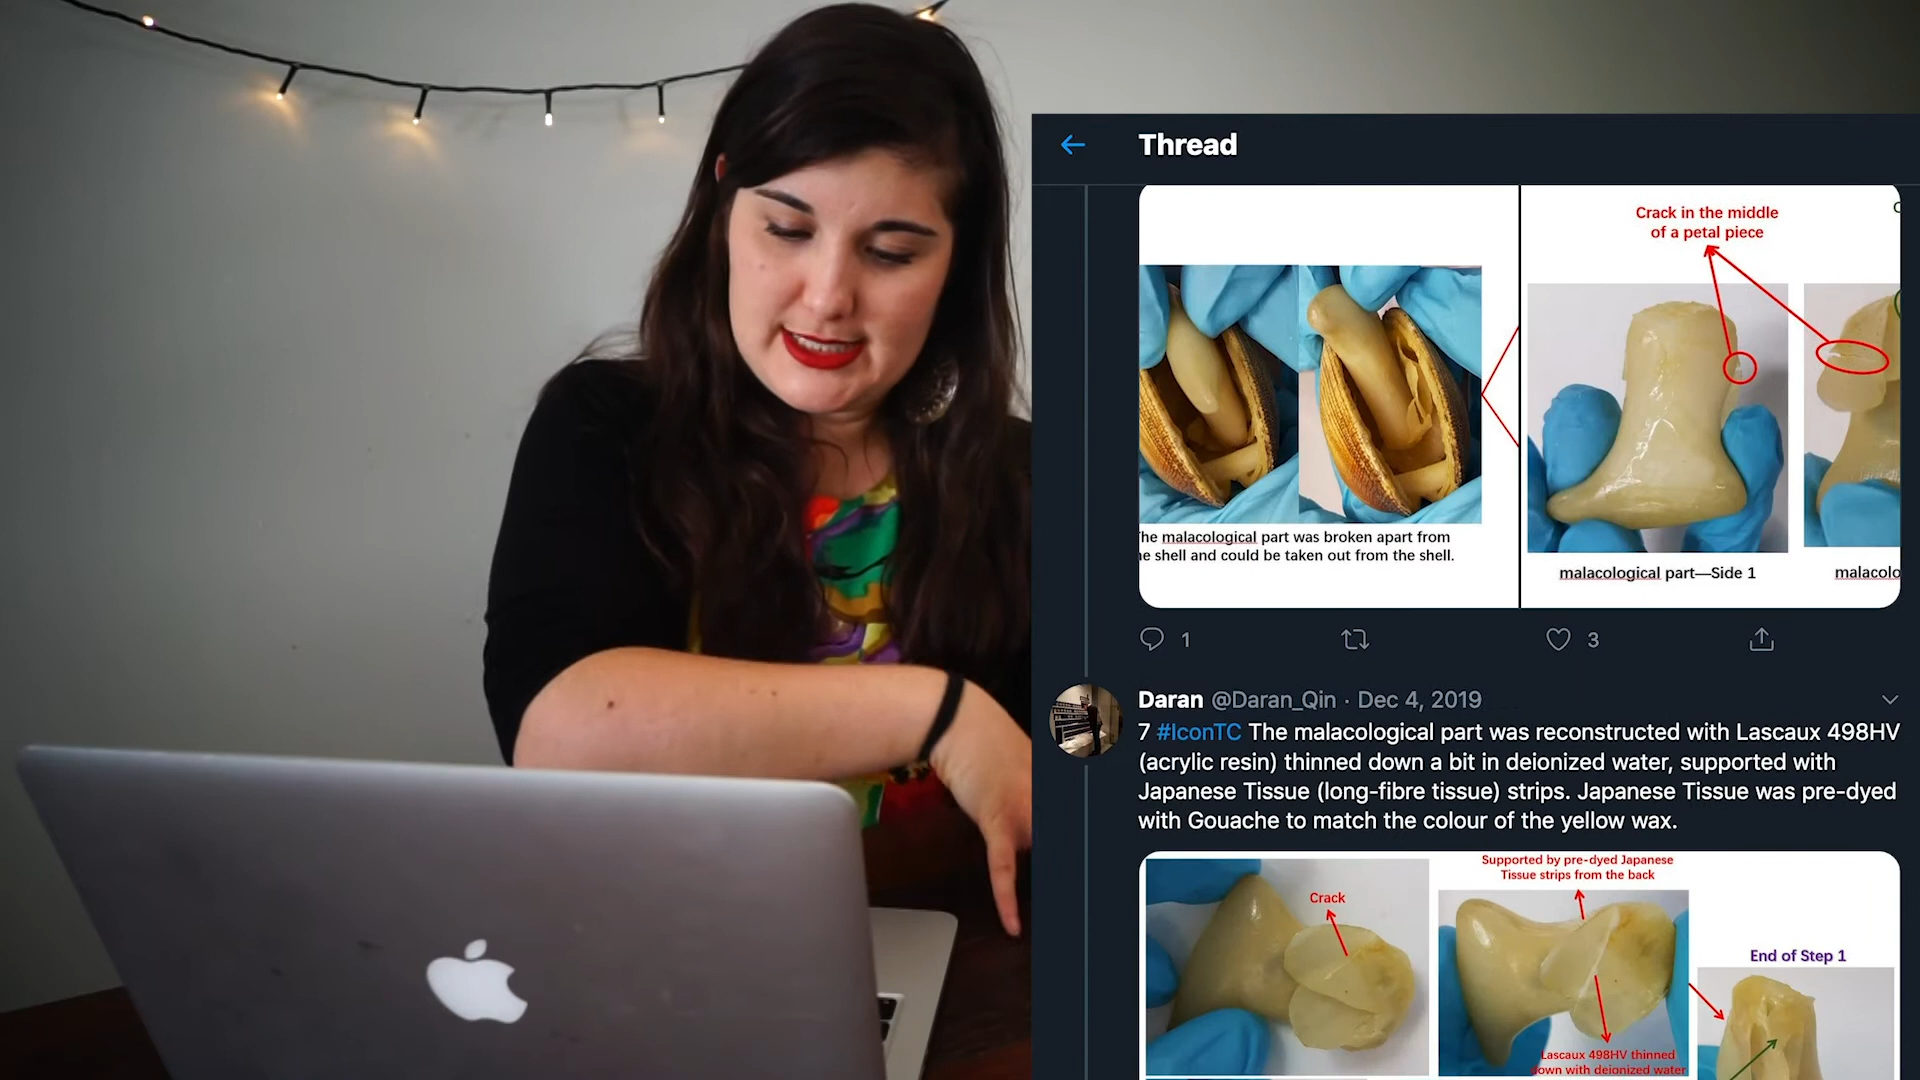 Thread
Crack in the middle
of a petal piece
he malacological part was broken apart from
e shell and could be taken out from the shell.
malacological part—Side 1
malacolo
1
3
Daran @Daran_Qin · Dec 4, 2019
7 #IconTC The malacological part was reconstructed with Lascaux 498HV
(acrylic resin) thinned down a bit in deionized water, supported with
Japanese Tissue (long-fibre tissue) strips. Japanese Tissue was pre-dyed
with Gouache to match the colour of the yellow wax.
Supported by pre-dyed Japanese
Tissue strips from the back
Crack
End of Step 1
Lascaux 498HV thinned
down with deionized water